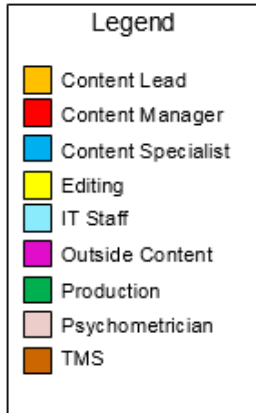 Legend
Content Lead
Content Manager
Content Specialist
Editing
IT Staff
Outside Content
Production
Psychometrician
TMS